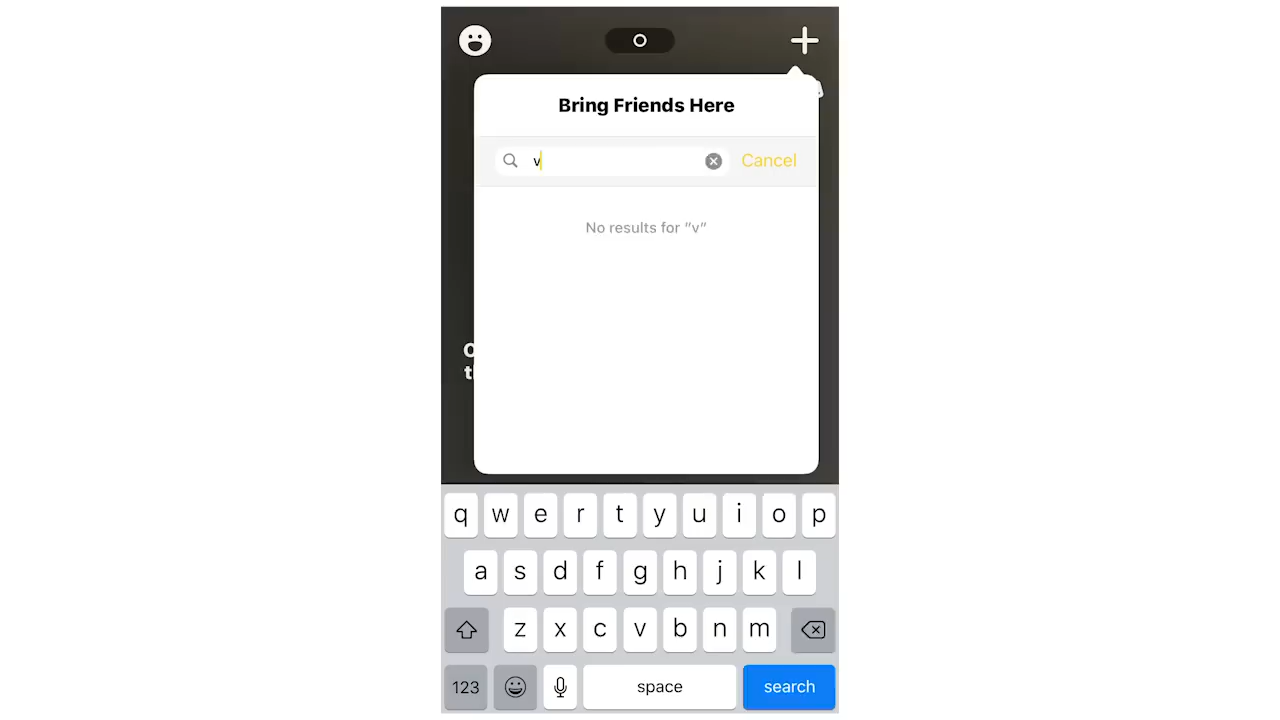 Bring Friends Here
v
Cancel
No results for "v"
q w e r t y u i o p
a s d f g h j k l
z x c v b n m
123 space search